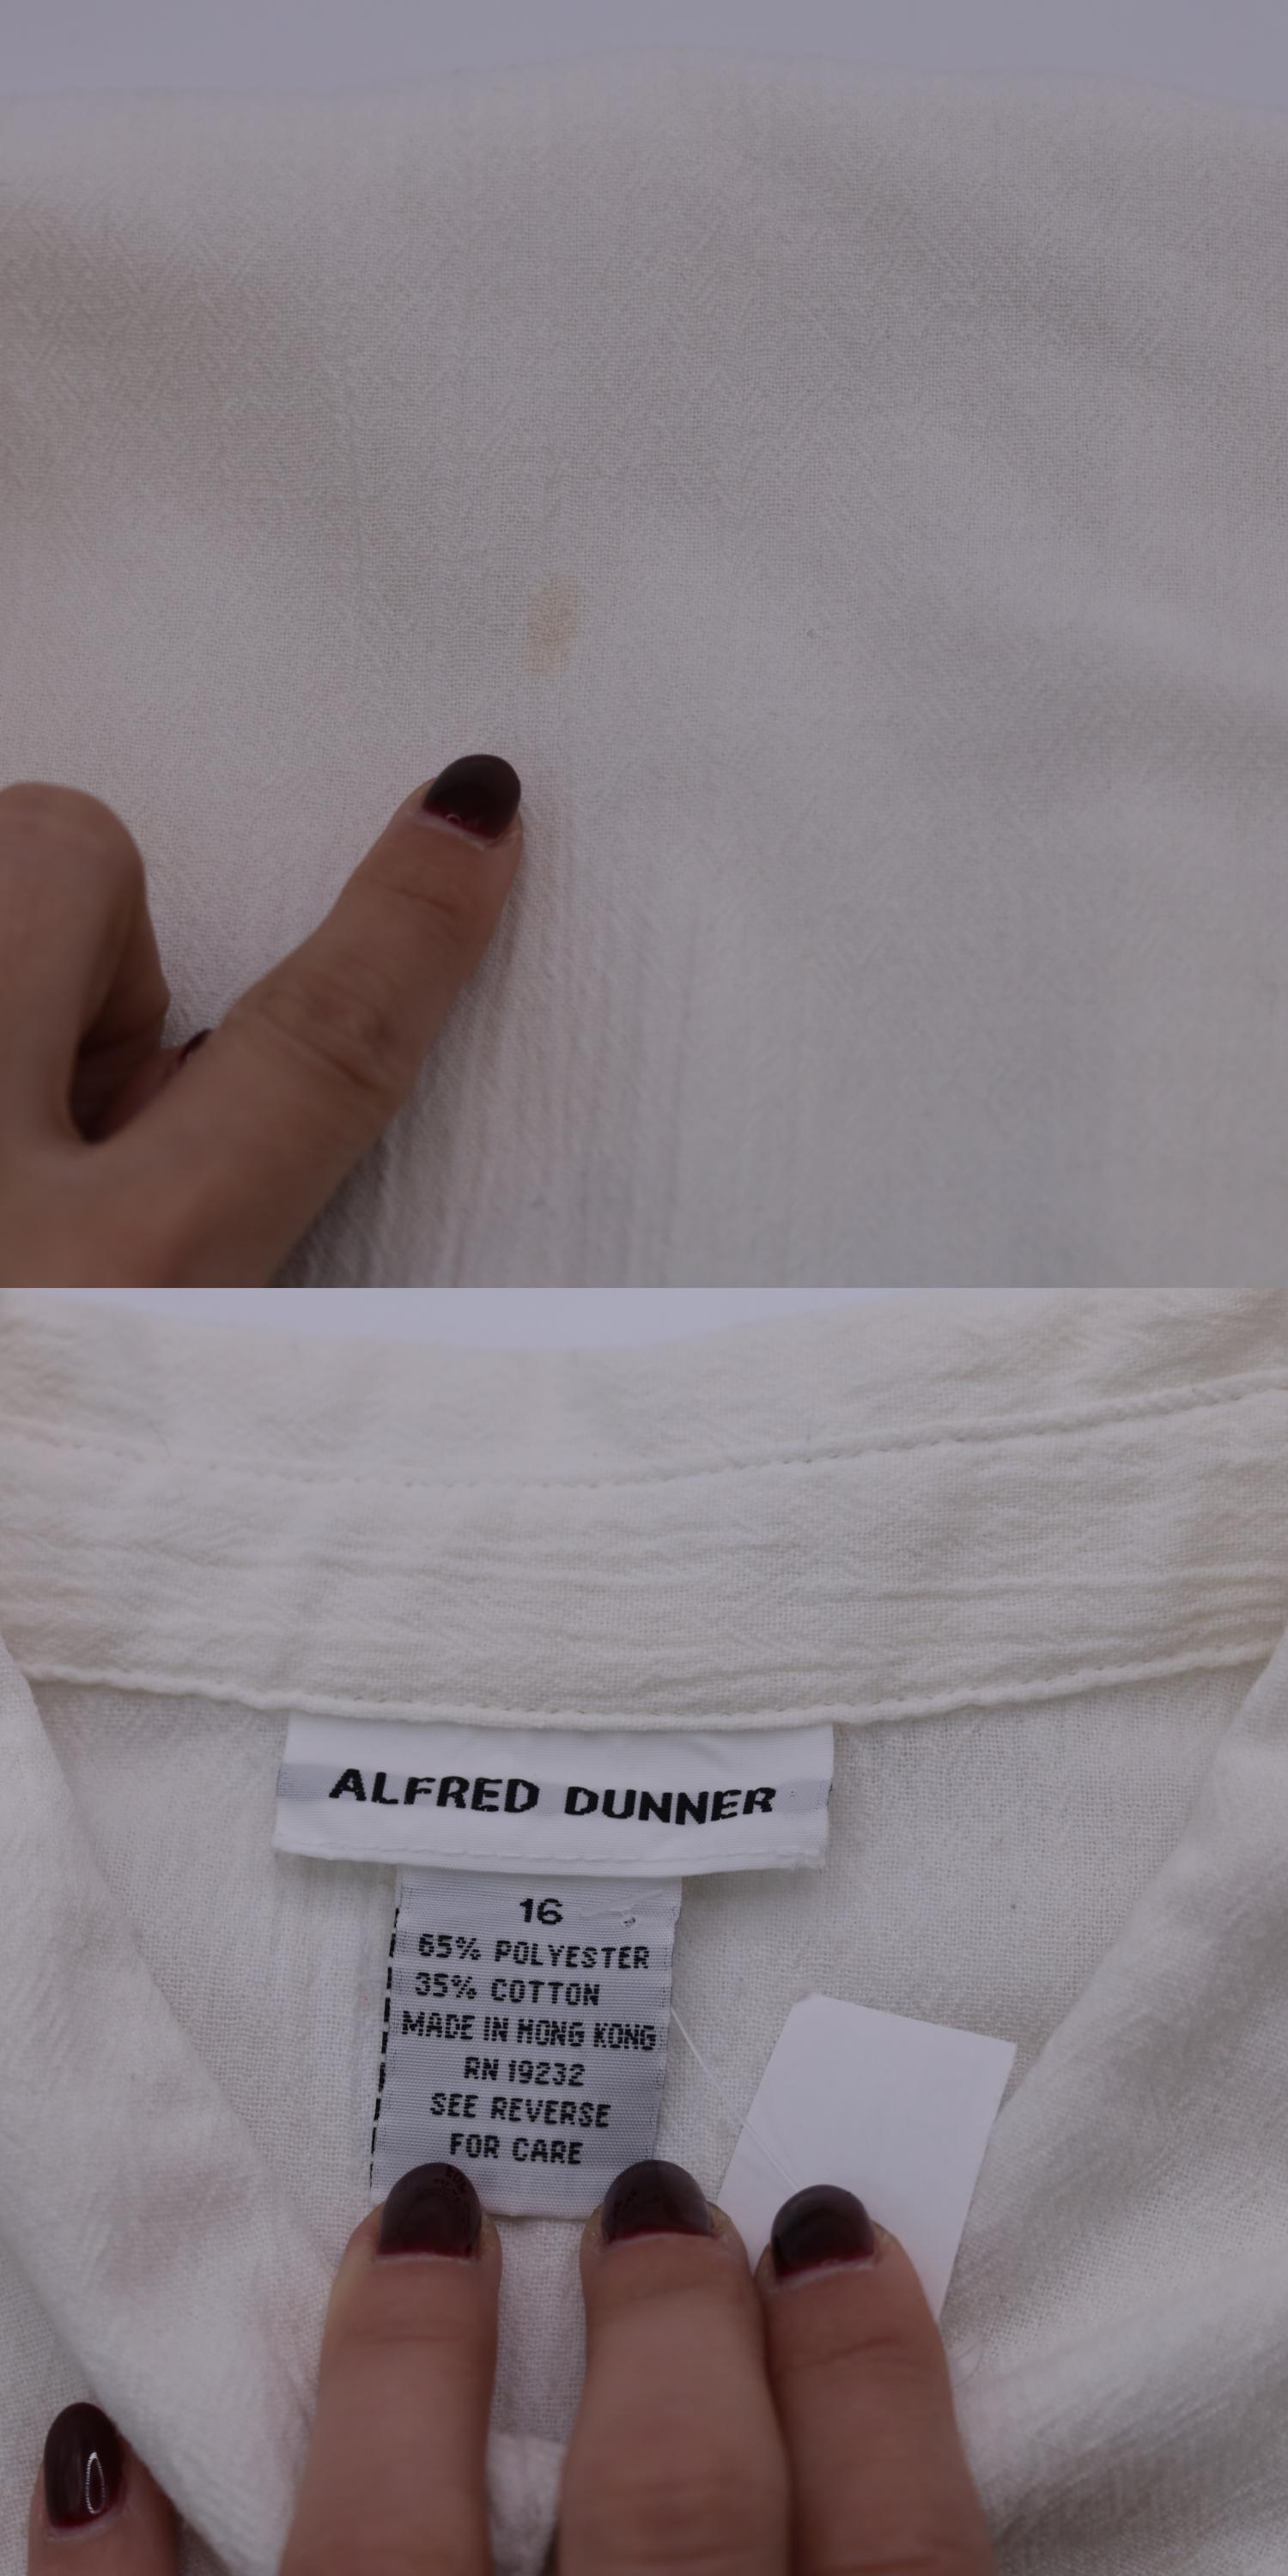 ALFRED DUNNER
16
65% POLYESTER
35% COTTON
MADE IN HONG KONG
RN 19232
SEE REVERSE
FOR CARE